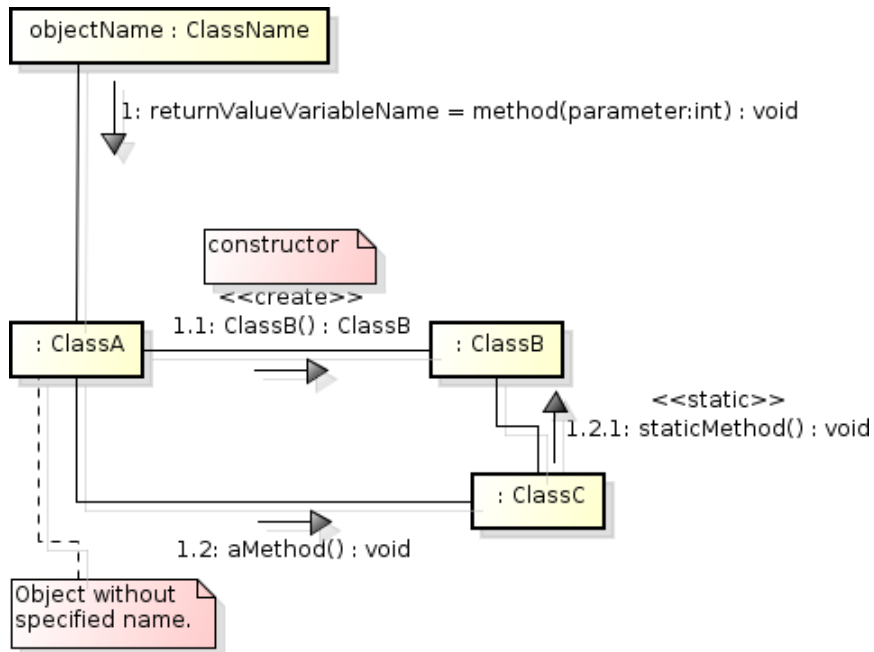 objectName : ClassName
1: returnValueVariableName = method(parameter:int) : void
constructor
<<create>>
1.1: ClassB() : ClassB
: ClassA
: ClassB
<<static>>
1.2.1: staticMethod() : void
: ClassC
1.2: aMethod() : void
Object without
specified name.